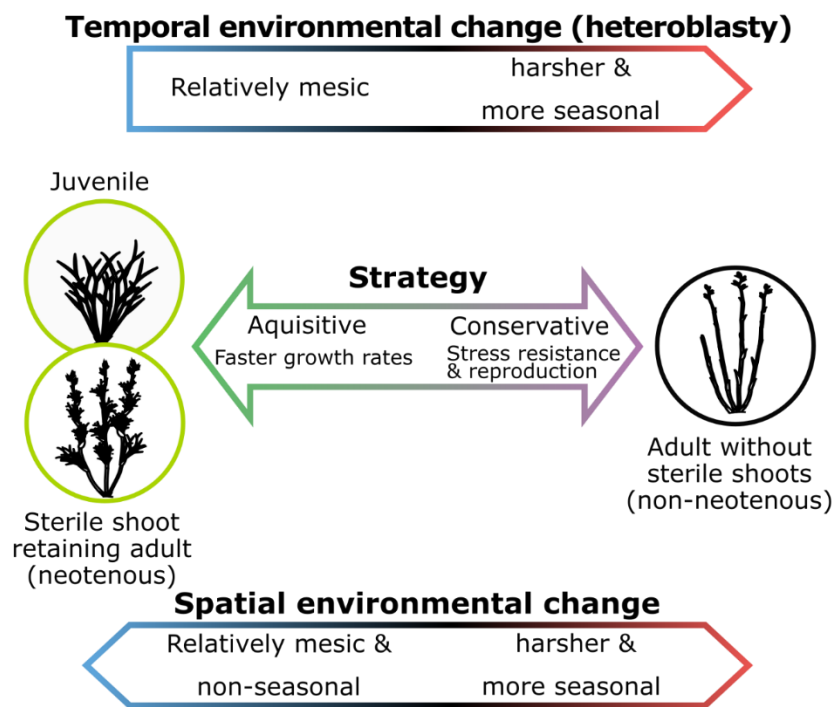 Temporal environmental change (heteroblasty)
Relatively mesic
harsher &
more seasonal
Juvenile
Strategy
Aquisitive
Faster growth rates
Conservative
Stress resistance
& reproduction
Sterile shoot
retaining adult
(neotenous)
Adult without
sterile shoots
(non-neotenous)
Spatial environmental change
Relatively mesic &
non-seasonal
harsher &
more seasonal